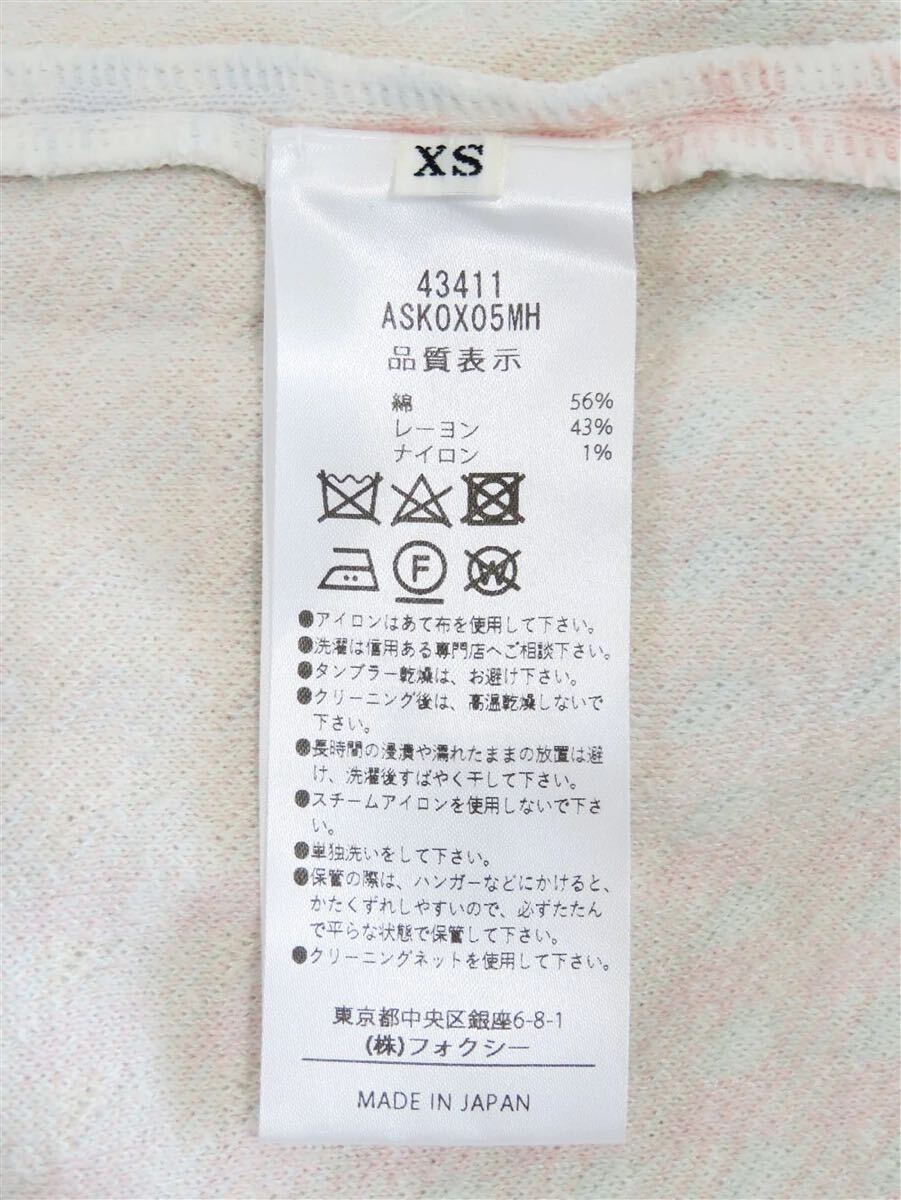 XS
43411
ASK0X05MH
品質表示
綿 56%
レーヨン 43%
ナイロン 1%
F
W
●アイロンはあて布を使用して下さい。
●洗濯は信用ある専門店へご相談下さい。
●タンブラー乾燥は、お避け下さい。
●クリーニング後は、高温乾燥しないで
下さい。
●長時間の浸漬や濡れたままの放置は避
け、洗濯後すばやく干して下さい。
●スチームアイロンを使用しないで下さ
い。
●単独洗いをして下さい。
●保管の際は、ハンガーなどにかけると、
かたくずれしやすいので、必ずたたん
で平らな状態で保管して下さい。
●クリーニングネットを使用して下さい。
東京都中央区銀座6-8-1
(株)フォクシー
MADE IN JAPAN